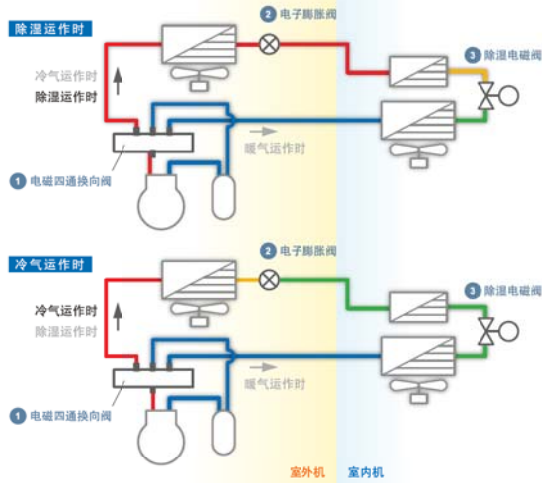 除湿运作时
② 电子膨胀阀
③ 除湿电磁阀
冷气运作时
除湿运作时
暖气运作时
① 电磁四通换向阀
冷气运作时
② 电子膨胀阀
③ 除湿电磁阀
冷气运作时
除湿运作时
暖气运作时
① 电磁四通换向阀
室外机 室内机